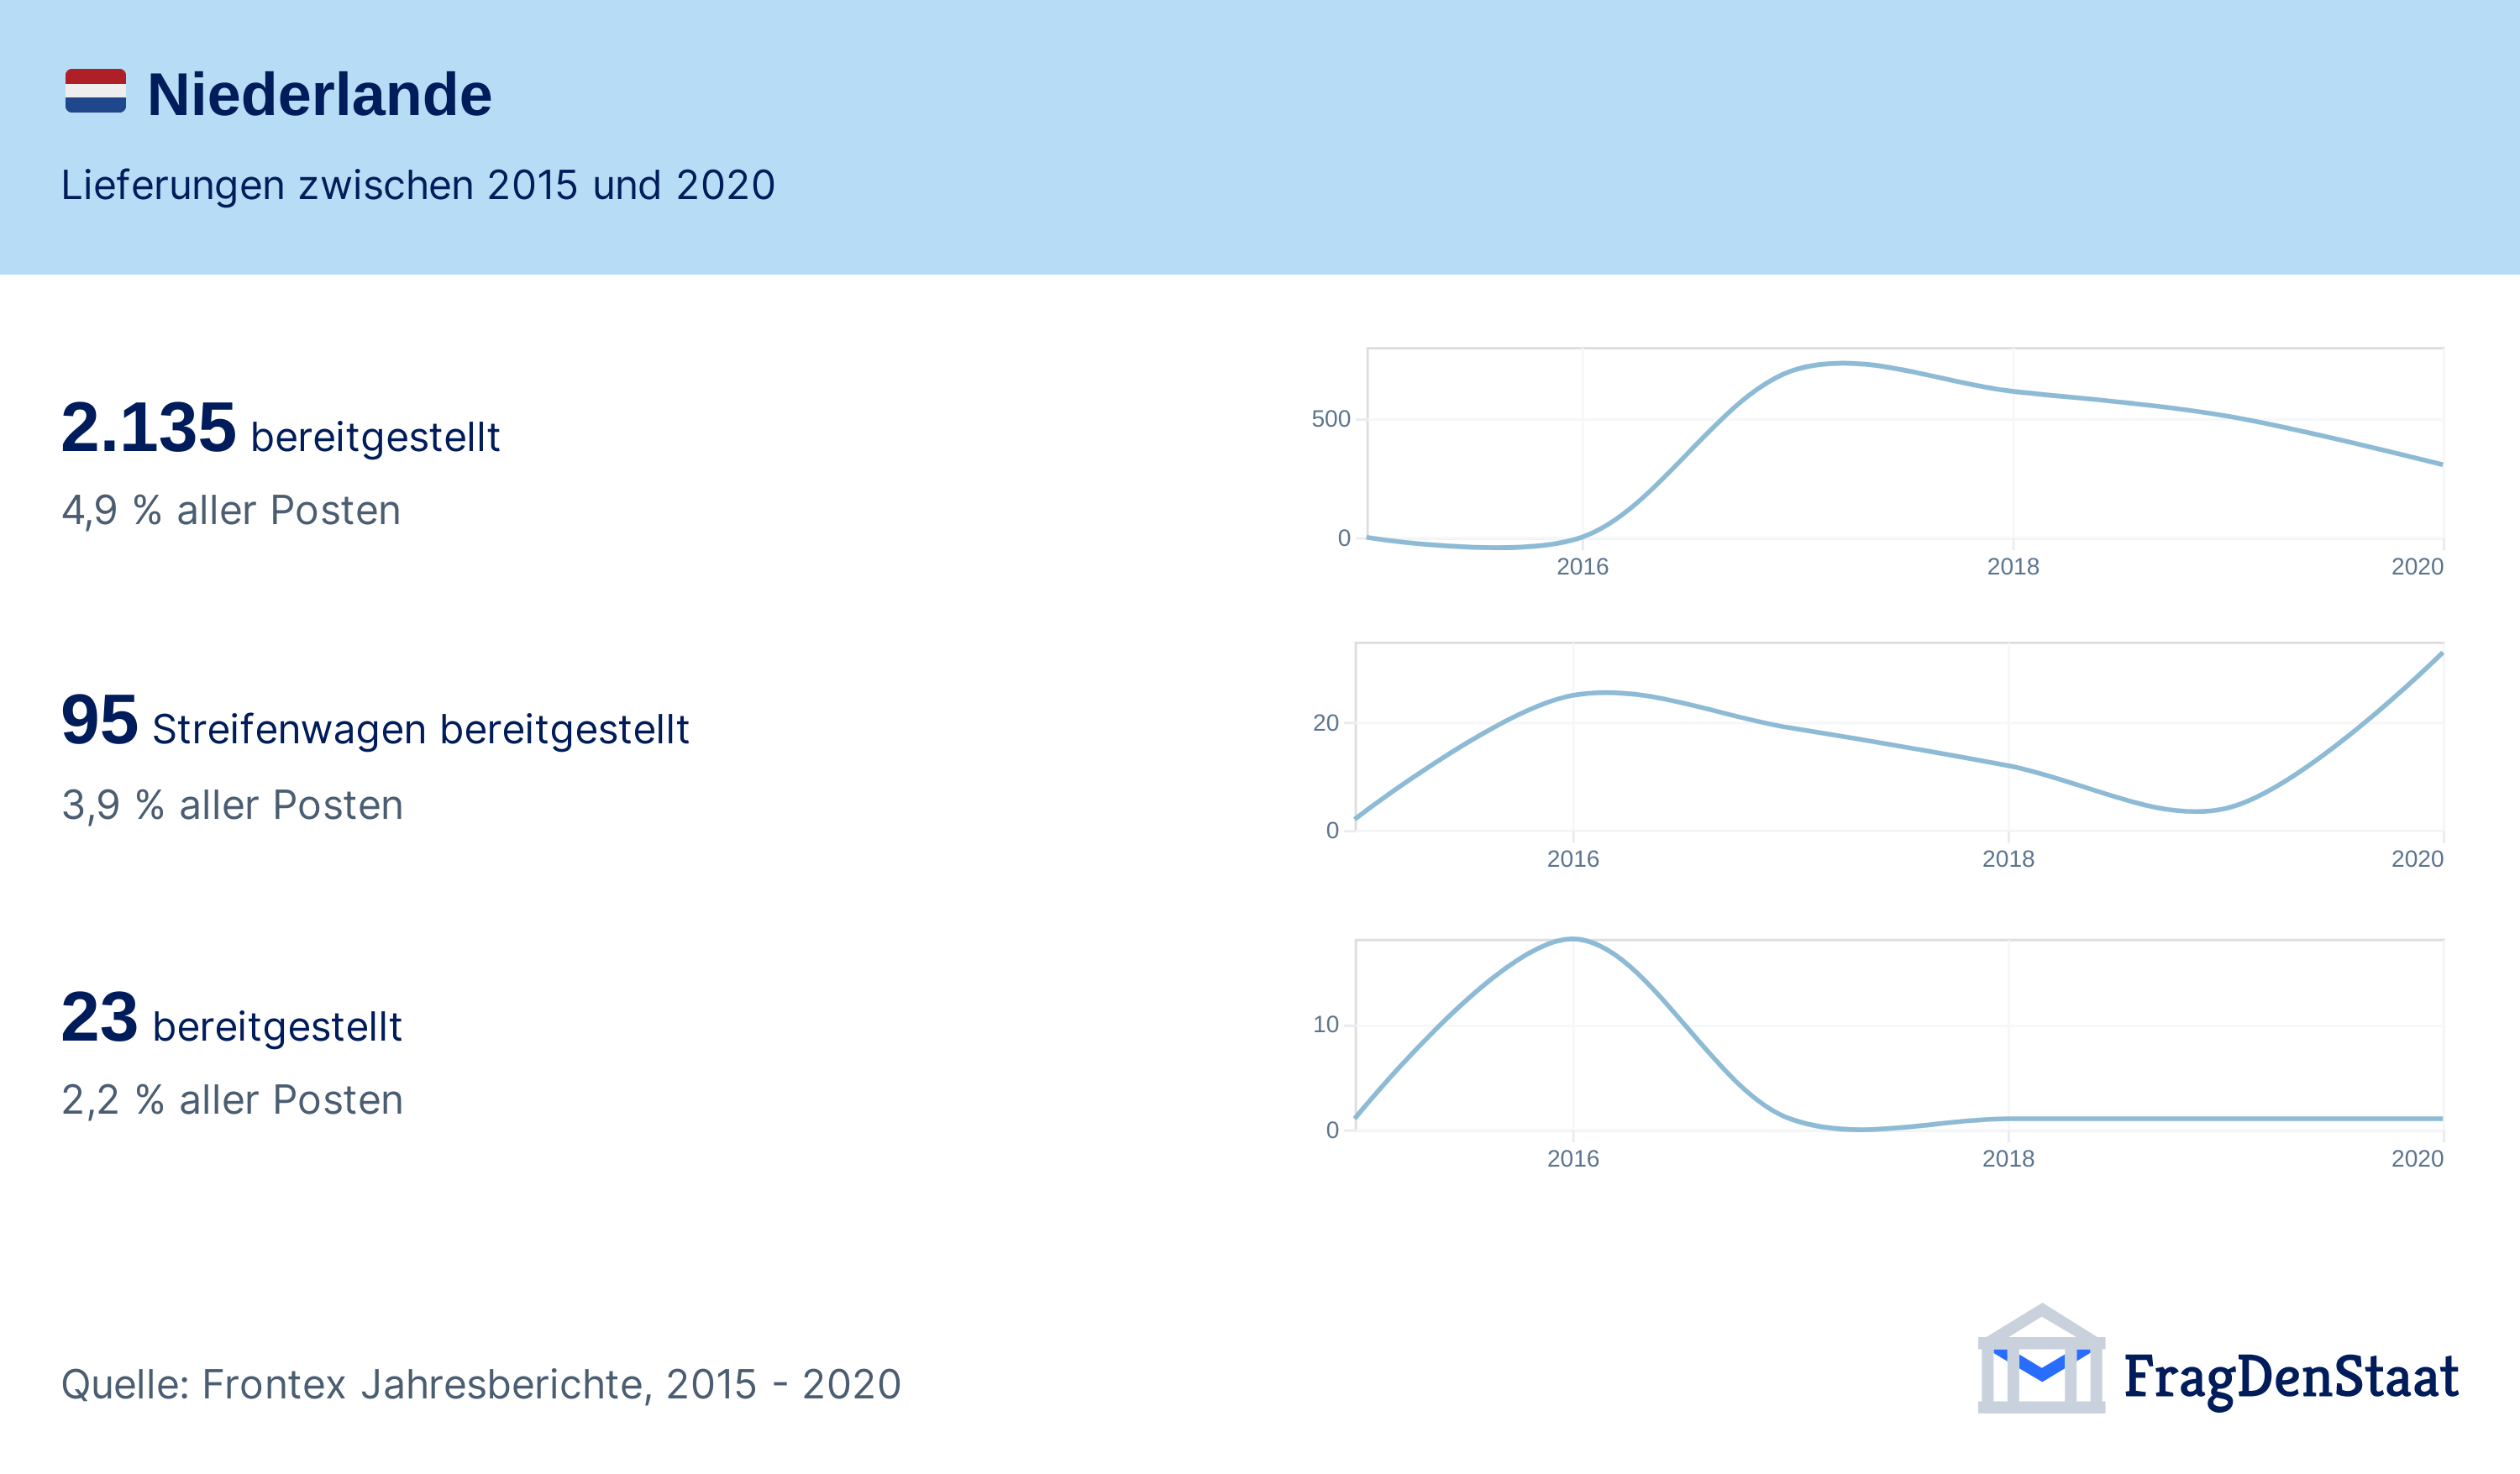 Niederlande
Lieferungen zwischen 2015 und 2020
2.135 bereitgestellt
4,9 % aller Posten
500
0
2016 2018 2020
95 Streifenwagen bereitgestellt
3,9 % aller Posten
20
0
2016 2018 2020
23 bereitgestellt
2,2 % aller Posten
10
0
2016 2018 2020
Quelle: Frontex Jahresberichte, 2015 - 2020
FragDenStaat